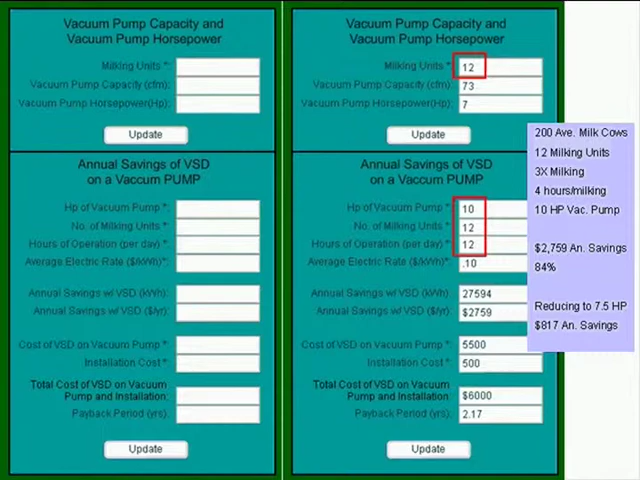 Vacuum Pump Capacity and
Vacuum Pump Horsepower
Milking Units *:
Vacuum Pump Capacity (cfm):
Vacuum Pump Horsepower(Hp):
Update
Annual Savings of VSD
on a Vaccum PUMP
Hp of Vacuum Pump *:
No. of Milking Units *:
Hours of Operation (per day) *:
Average Electric Rate ($/kWh)*:
Annual Savings w/ VSD (kWh):
Annual Savings w/ VSD ($/yr):
Cost of VSD on Vacuum Pump *:
Installation Cost *:
Total Cost of VSD on Vacuum
Pump and Installation:
Payback Period (yrs):
Update
Vacuum Pump Capacity and
Vacuum Pump Horsepower
Milking Units *: 12
Vacuum Pump Capacity (cfm): 73
Vacuum Pump Horsepower(Hp): 7
Update
Annual Savings of VSD
on a Vaccum PUMP
Hp of Vacuum Pump *: 10
No. of Milking Units *: 12
Hours of Operation (per day) *: 12
Average Electric Rate ($/kWh)*: .10
Annual Savings w/ VSD (kWh): 27594
Annual Savings w/ VSD ($/yr): $2759
Cost of VSD on Vacuum Pump *: 5500
Installation Cost *: 500
Total Cost of VSD on Vacuum
Pump and Installation: $6000
Payback Period (yrs): 2.17
Update
200 Ave. Milk Cows
12 Milking Units
3X Milking
4 hours/milking
10 HP Vac. Pump
$2,759 An. Savings
84%
Reducing to 7.5 HP
$817 An. Savings